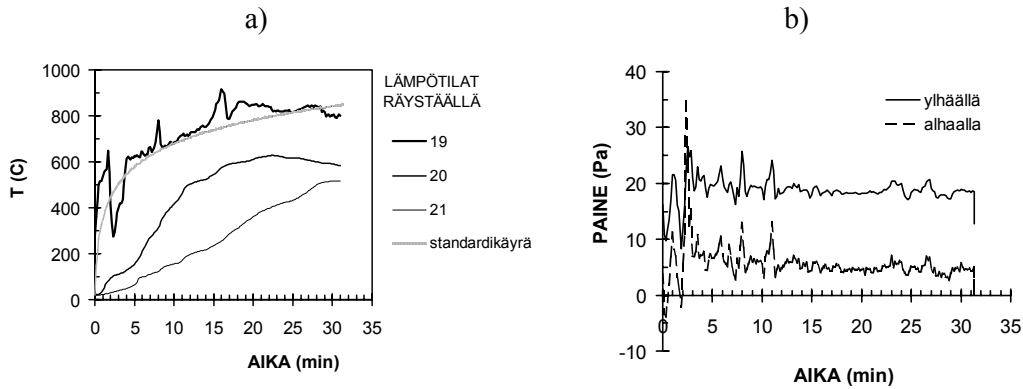 a)
1000
800
600
400
200
0
T (C)
0 5 10 15 20 25 30 35
AIKA (min)
LÄMPÖTILAT
RÄYSTÄÄLLÄ
19
20
21
standardikäyrä
b)
40
30
20
10
0
-10
PAINE (Pa)
0 5 10 15 20 25 30 35
AIKA (min)
ylhäällä
alhaalla